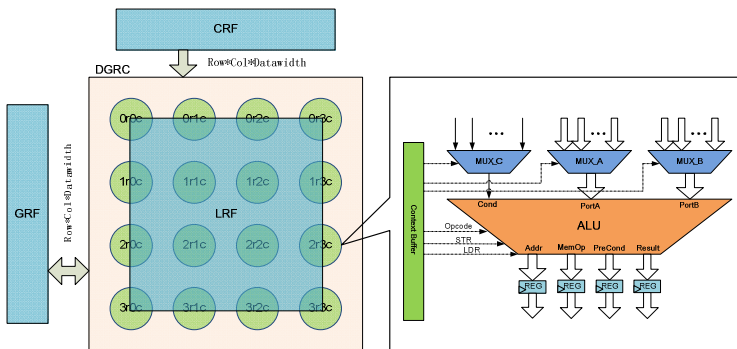 CRF
Row*Col*Datawidth
DGRC
GRF
Row*Col*Datawidth
0r0c 0r1c 0r2c 0r3c
1r0c 1r1c 1r2c 1r3c
LRF
2r0c 2r1c 2r2c 2r3c
3r0c 3r1c 3r2c 3r3c
Context Buffer
... ... ...
MUX_C MUX_A MUX_B
Cond PortA PortB
ALU
Opcode
STR
LDR
Addr MemOp PreCond Result
REG REG REG REG